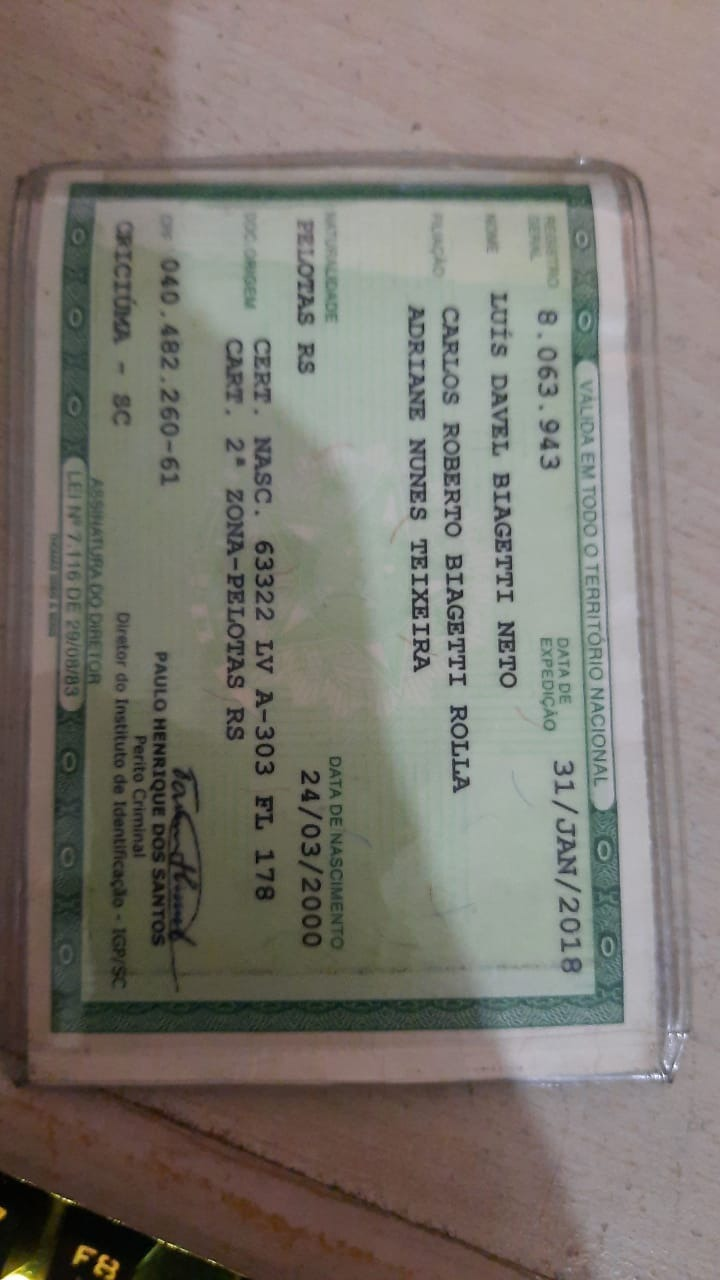 VÁLIDA EM TODO O TERRITÓRIO NACIONAL
REGISTRO GERAL 8.063.943 DATA DE EXPEDIÇÃO 31/JAN/2018
NOME LUÍS DAVEL BIAGETTI NETO
FILIAÇÃO CARLOS ROBERTO BIAGETTI ROLLA
ADRIANE NUNES TEIXEIRA
NATURALIDADE DATA DE NASCIMENTO
PELOTAS RS 24/03/2000
DOC ORIGEM CERT. NASC. 63322 LV A-303 FL 178
CART. 2ª ZONA-PELOTAS RS
CPF 040.482.260-61
PAULO HENRIQUE DOS SANTOS
Perito Criminal
CRICIÚMA - SC Diretor do Instituto de Identificação - IGP/SC
ASSINATURA DO DIRETOR
LEI Nº 7.116 DE 29/08/83
F8